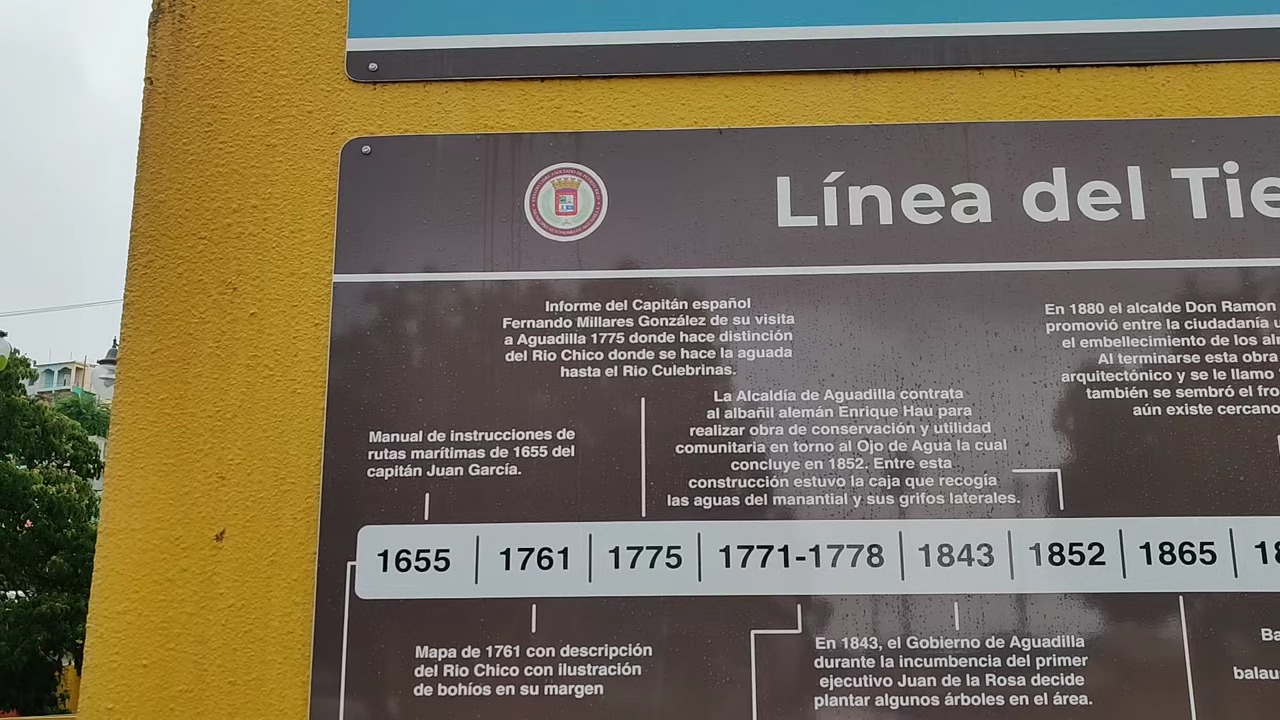 Línea del Tie
Informe del Capitán español
Fernando Millares González de su visita
a Aguadilla 1775 donde hace distinción
del Rio Chico donde se hace la aguada
hasta el Rio Culebrinas.
En 1880 el alcalde Don Ramon
promovió entre la ciudadanía
el embellecimiento de los
Al terminarse esta obra
arquitectónico y se le llamo
también se sembró el
aún existe cercano
La Alcaldía de Aguadilla contrata
al albañil alemán Enrique Hau para
realizar obra de conservación y utilidad
comunitaria en torno al Ojo de Agua la cual
concluye en 1852. Entre esta
construcción estuvo la caja que recogía
las aguas del manantial y sus grifos laterales.
Manual de instrucciones de
rutas marítimas de 1655 del
capitán Juan García.
1655 1761 1775 1771-1778 1843 1852 1865 18
Mapa de 1761 con descripción
del Rio Chico con ilustración
de bohíos en su margen
En 1843, el Gobierno de Aguadilla
durante la incumbencia del primer
ejecutivo Juan de la Rosa decide
plantar algunos árboles en el área.
Ba
balau